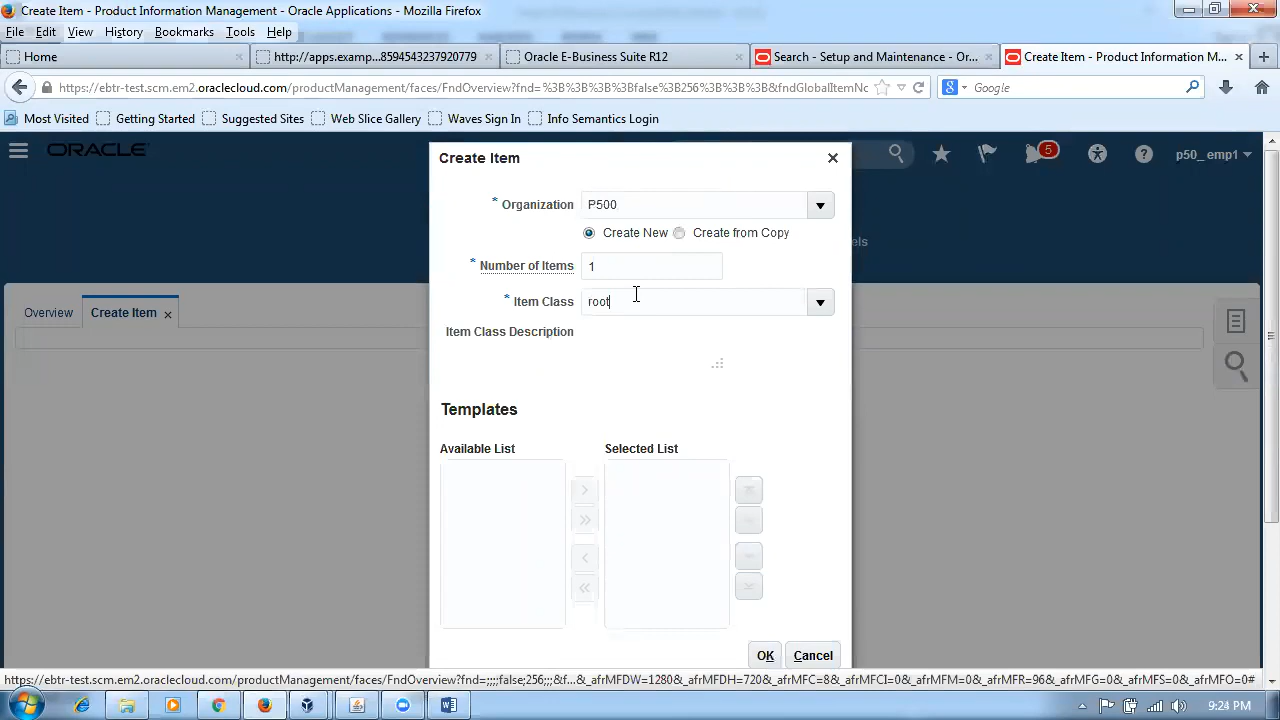 Create Item - Product Information Management - Oracle Applications - Mozilla Firefox
File Edit View History Bookmarks Tools Help
Home
http://apps.examp...8594543237920779
Oracle E-Business Suite R12
Search - Setup and Maintenance - Or...
Create Item - Product Information M...
https://ebtr-test.scm.em2.oraclecloud.com/productManagement/faces/FndOverview?fnd=%3B%3B%3B%3Bfalse%3B256%3B%3B%3B&fndGlobalItemNo
Google
Most Visited Getting Started Suggested Sites Web Slice Gallery Waves Sign In Info Semantics Organization
ORACLE
5
p50_emp1
Create Item
* Organization P500
Create New Create from Copy
* Number of Items 1
* Item Class root
Item Class Description
Overview Create Item
Templates
Available List Selected List
OK Cancel
https://ebtr-test.scm.em2.oraclecloud.com/productManagement/faces/FndOverview?fnd=;;;;false;256;;;&f..._afrMFDW=1280&_afrMFDH=720&_afrMFC=8&_afrMFCI=0&_afrMFM=0&_afrMFR=96&_afrMFG=0&_afrMFS=0&_afrMFO=0#
9:24 PM